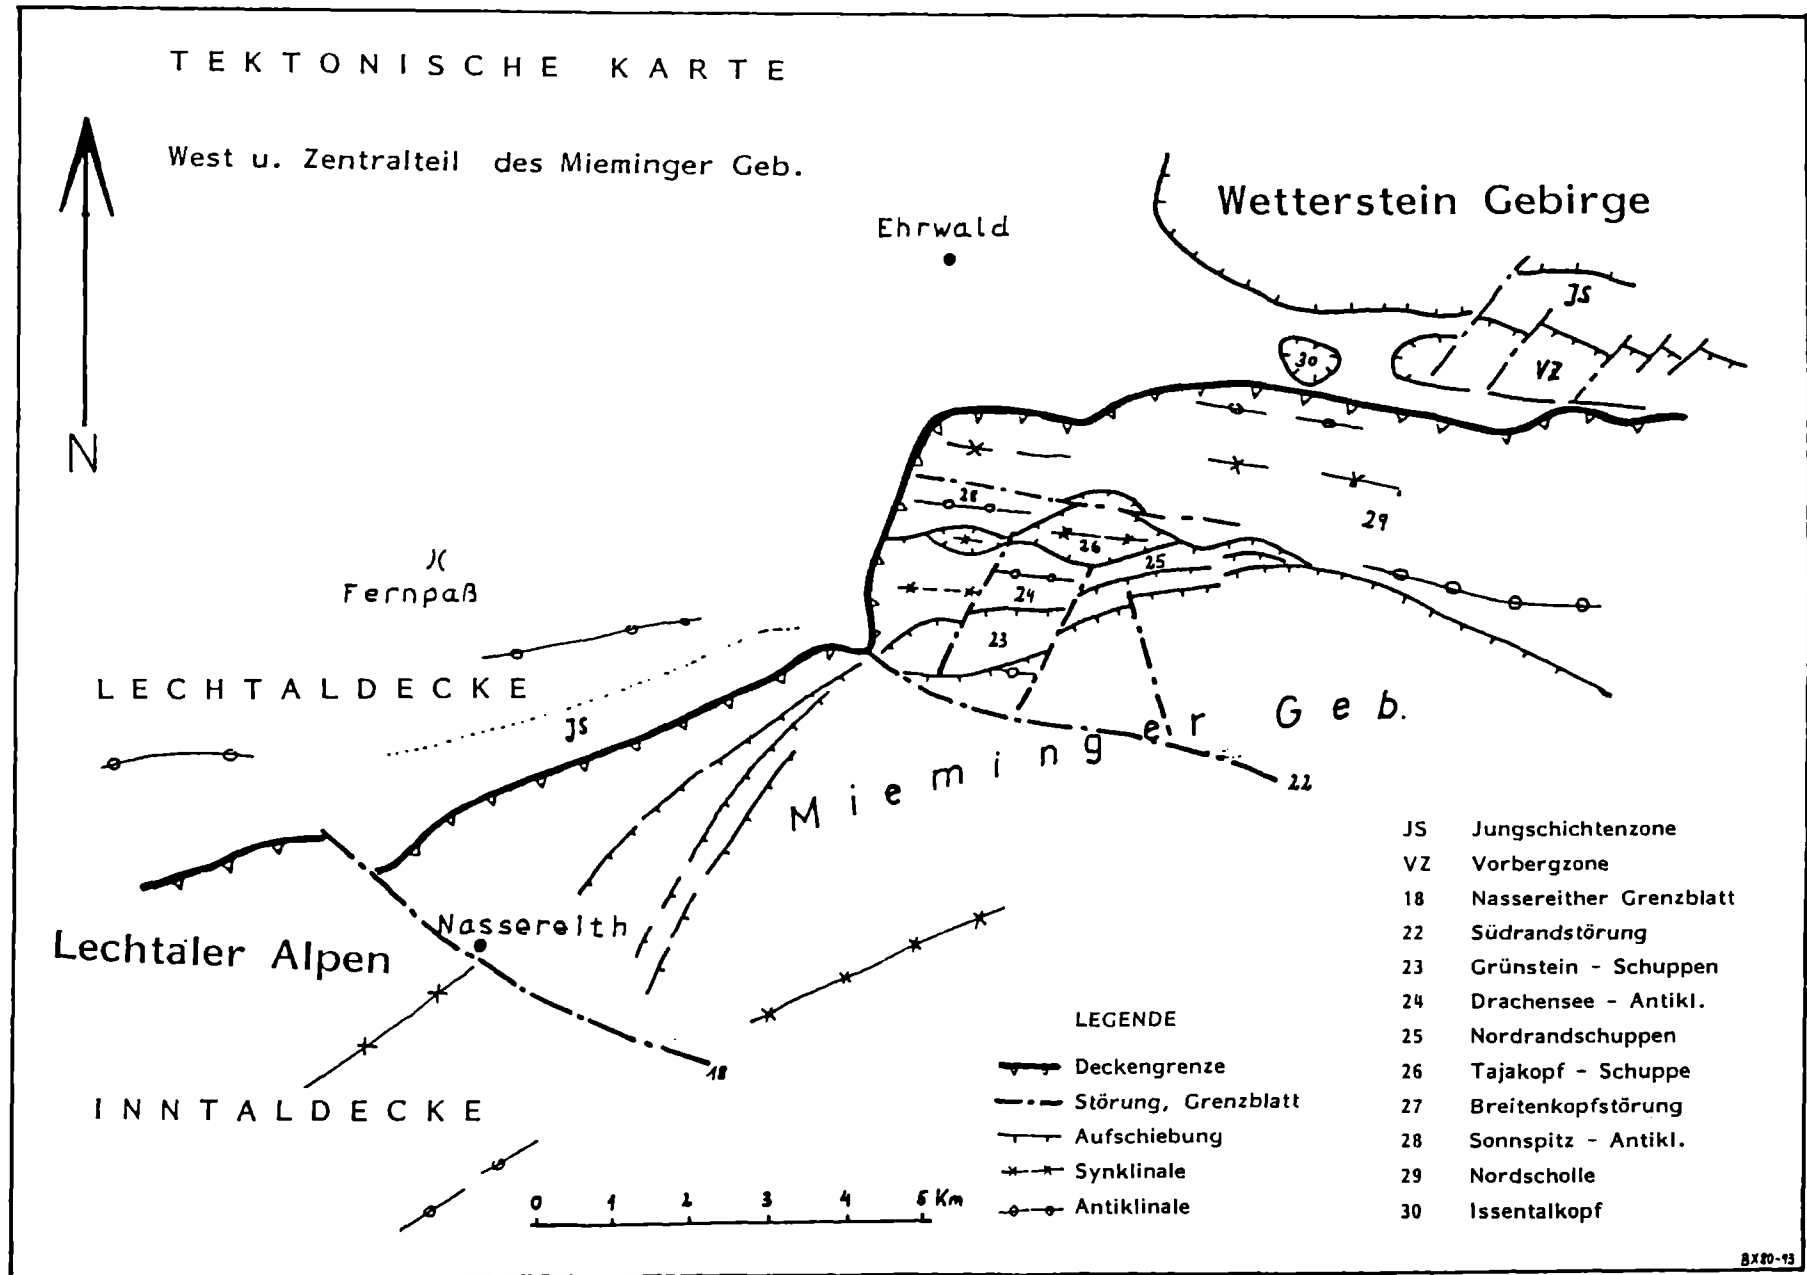 TEKTONISCHE KARTE
West u. Zentralteil des Mieminger Geb.
N
Ehrwald
Wetterstein Gebirge
JS
30
VZ
28
29
26
25
24
23
Fernpaß
LECHTALDECKE
JS
Mieminger Geb.
22
Nassereith
Lechtäler Alpen
18
INNTALDECKE
0 1 2 3 4 5 Km
LEGENDE
Deckengrenze
Störung, Grenzblatt
Aufschiebung
Synklinale
Antiklinale
JS Jungschichtenzone
VZ Vorbergzone
18 Nassereither Grenzblatt
22 Südrandstörung
23 Grünstein - Schuppen
24 Drachensee - Antikl.
25 Nordrandschuppen
26 Tajakopf - Schuppe
27 Breitenkopfstörung
28 Sonnspitz - Antikl.
29 Nordscholle
30 Issentalkopf
BX80-93